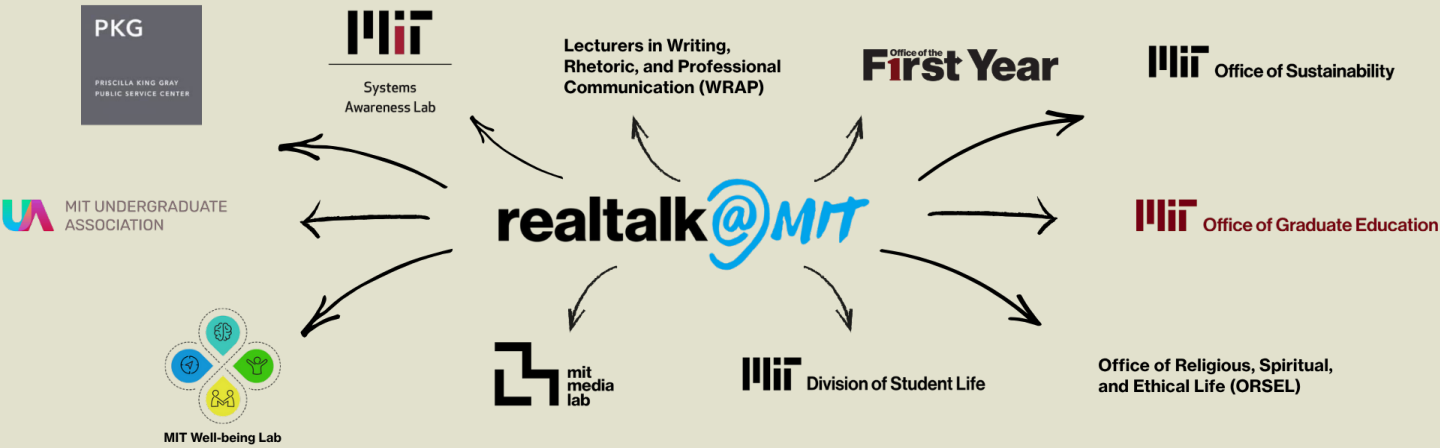 PKG
PRISCILLA KING GRAY
PUBLIC SERVICE CENTER
MIT
Systems
Awareness Lab
Lecturers in Writing,
Rhetoric, and Professional
Communication (WRAP)
Office of the
First Year
MIT Office of Sustainability
UA MIT UNDERGRADUATE
ASSOCIATION
realtalk@MIT
MIT Office of Graduate Education
MIT Well-being Lab
mit
media
lab
MIT Division of Student Life
Office of Religious, Spiritual,
and Ethical Life (ORSEL)